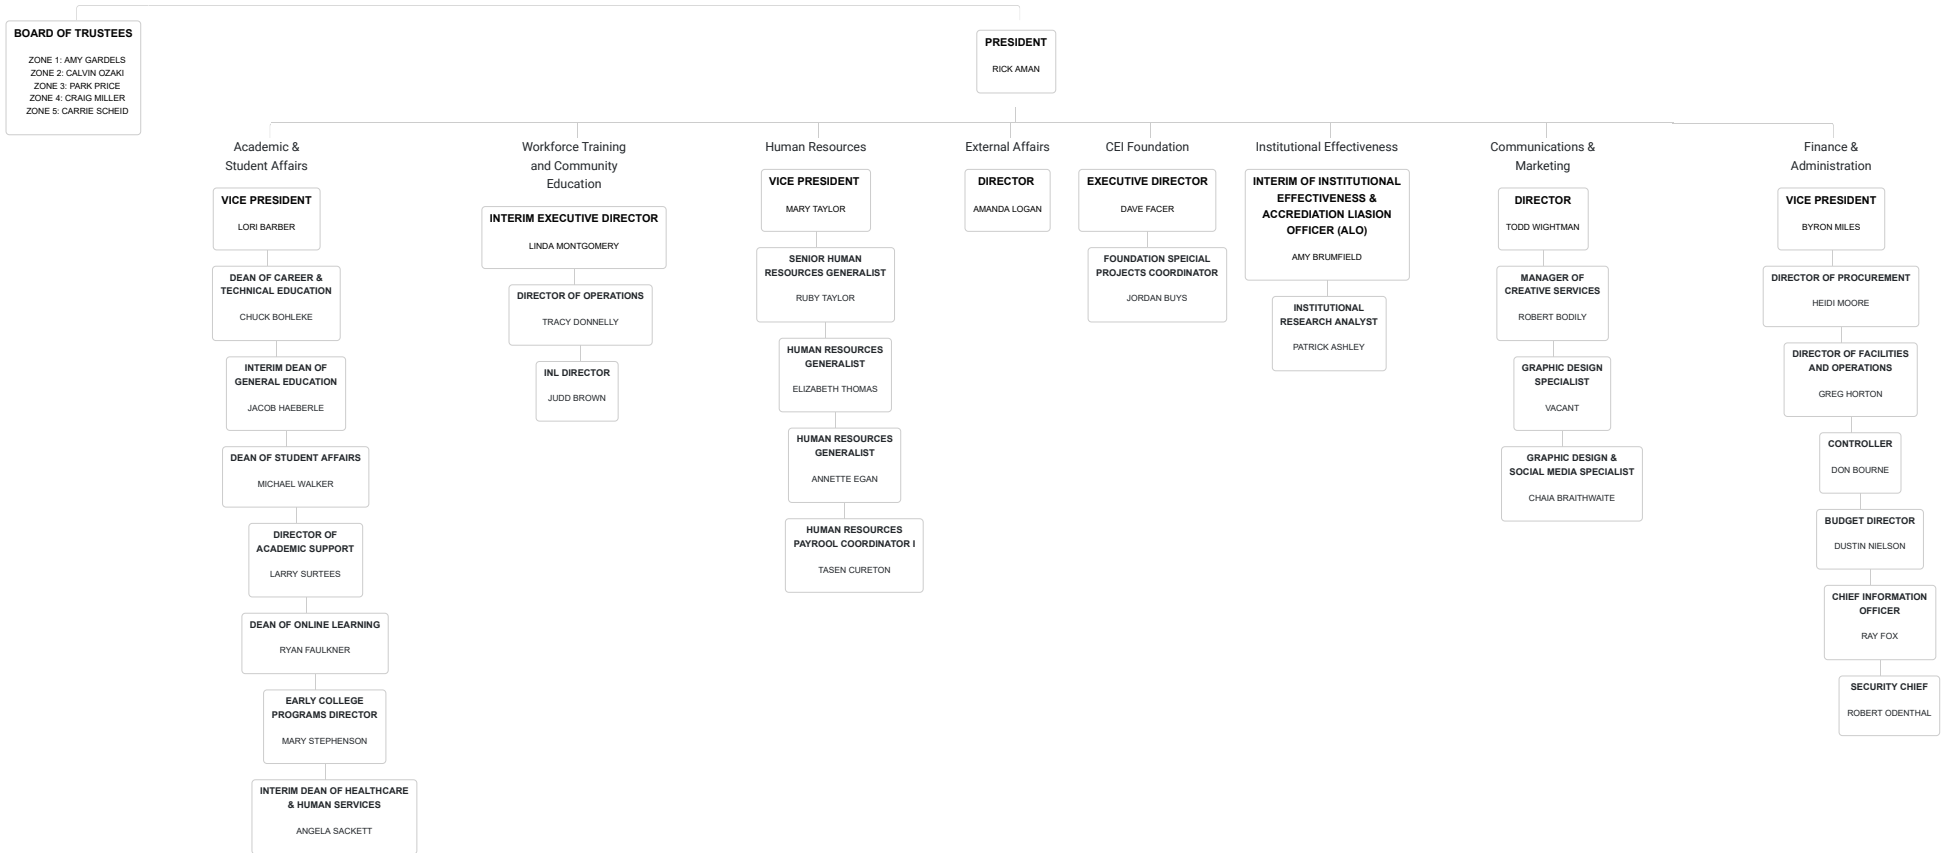 BOARD OF TRUSTEES
ZONE 1: AMY GARDELS
ZONE 2: CALVIN OZAKI
ZONE 3: PARK PRICE
ZONE 4: CRAIG MILLER
ZONE 5: CARRIE SCHEID
PRESIDENT
RICK AMAN
Academic &
Student Affairs
VICE PRESIDENT
LORI BARBER
DEAN OF CAREER &
TECHNICAL EDUCATION
CHUCK BOHLEKE
INTERIM DEAN OF
GENERAL EDUCATION
JACOB HAEBERLE
DEAN OF STUDENT AFFAIRS
MICHAEL WALKER
DIRECTOR OF
ACADEMIC SUPPORT
LARRY SURTEES
DEAN OF ONLINE LEARNING
RYAN FAULKNER
EARLY COLLEGE
PROGRAMS DIRECTOR
MARY STEPHENSON
INTERIM DEAN OF HEALTHCARE
& HUMAN SERVICES
ANGELA SACKETT
Workforce Training
and Community
Education
INTERIM EXECUTIVE DIRECTOR
LINDA MONTGOMERY
DIRECTOR OF OPERATIONS
TRACY DONNELLY
INL DIRECTOR
JUDD BROWN
Human Resources
VICE PRESIDENT
MARY TAYLOR
SENIOR HUMAN
RESOURCES GENERALIST
RUBY TAYLOR
HUMAN RESOURCES
GENERALIST
ELIZABETH THOMAS
HUMAN RESOURCES
GENERALIST
ANNETTE EGAN
HUMAN RESOURCES
PAYROOL COORDINATOR I
TASEN CURETON
External Affairs
DIRECTOR
AMANDA LOGAN
CEI Foundation
EXECUTIVE DIRECTOR
DAVE FACER
FOUNDATION SPEICIAL
PROJECTS COORDINATOR
JORDAN BUYS
Institutional Effectiveness
INTERIM OF INSTITUTIONAL
EFFECTIVENESS &
ACCREDIATION LIASION
OFFICER (ALO)
AMY BRUMFIELD
INSTITUTIONAL
RESEARCH ANALYST
PATRICK ASHLEY
Communications &
Marketing
DIRECTOR
TODD WIGHTMAN
MANAGER OF
CREATIVE SERVICES
ROBERT BODILY
GRAPHIC DESIGN
SPECIALIST
VACANT
GRAPHIC DESIGN &
SOCIAL MEDIA SPECIALIST
CHAIA BRAITHWAITE
Finance &
Administration
VICE PRESIDENT
BYRON MILES
DIRECTOR OF PROCUREMENT
HEIDI MOORE
DIRECTOR OF FACILITIES
AND OPERATIONS
GREG HORTON
CONTROLLER
DON BOURNE
BUDGET DIRECTOR
DUSTIN NIELSON
CHIEF INFORMATION
OFFICER
RAY FOX
SECURITY CHIEF
ROBERT ODENTHAL